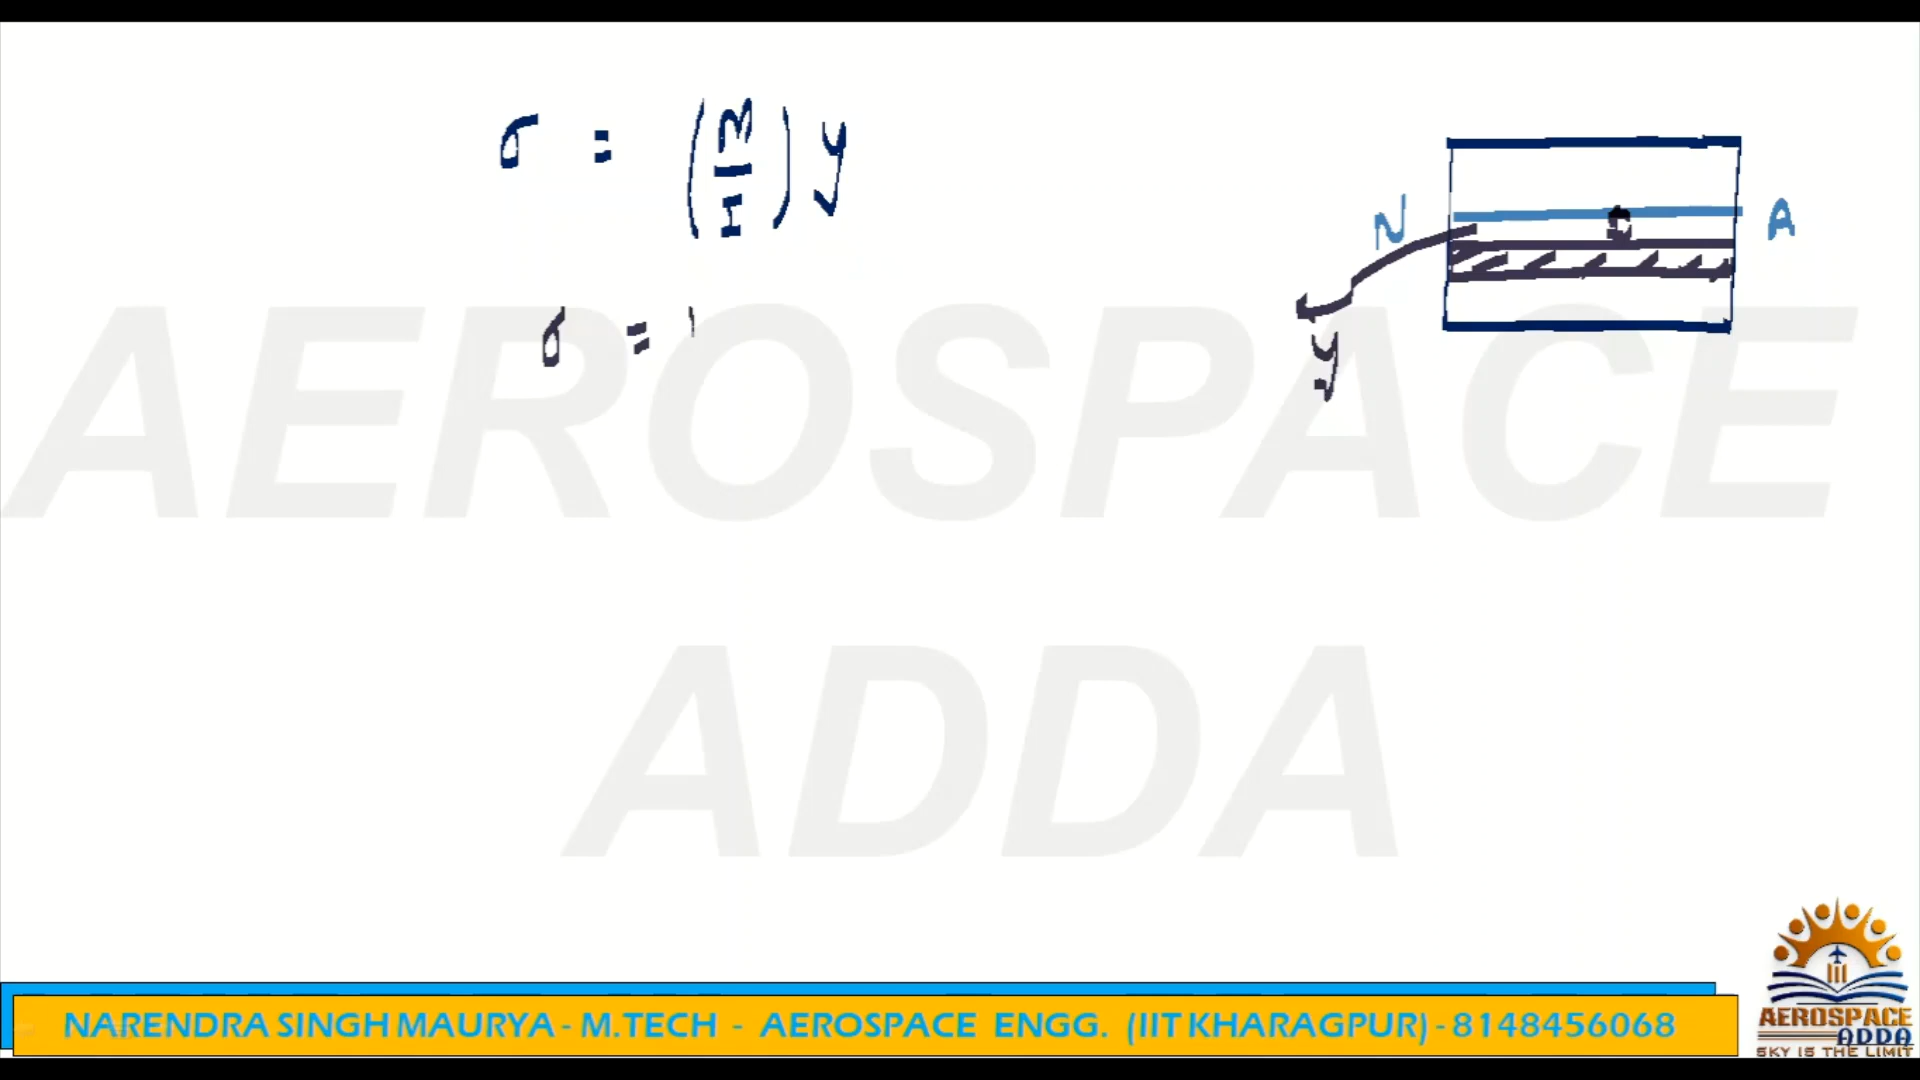 σ = (M/I) y
N A
σ =
y
AEROSPACE
ADDA
NARENDRA SINGH MAURYA - M.TECH - AEROSPACE ENGG. (IIT KHARAGPUR) - 8148456068
AEROSPACE
ADDA
SKY IS THE LIMIT